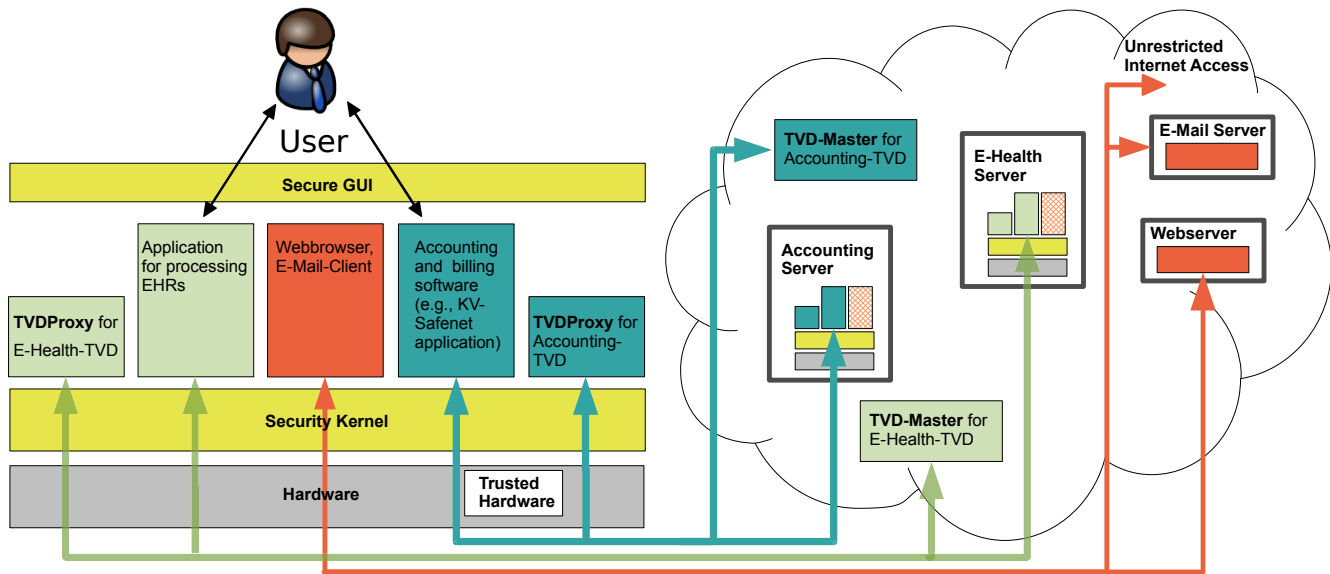 User
Secure GUI
TVDProxy for
E-Health-TVD
Application
for processing
EHRs
Webbrowser,
E-Mail-Client
Accounting
and billing
software
(e.g., KV-
Safenet
application)
TVDProxy for
Accounting-
TVD
Security Kernel
Hardware
Trusted
Hardware
Unrestricted
Internet Access
TVD-Master for
Accounting-TVD
E-Health
Server
E-Mail Server
Accounting
Server
Webserver
TVD-Master for
E-Health-TVD